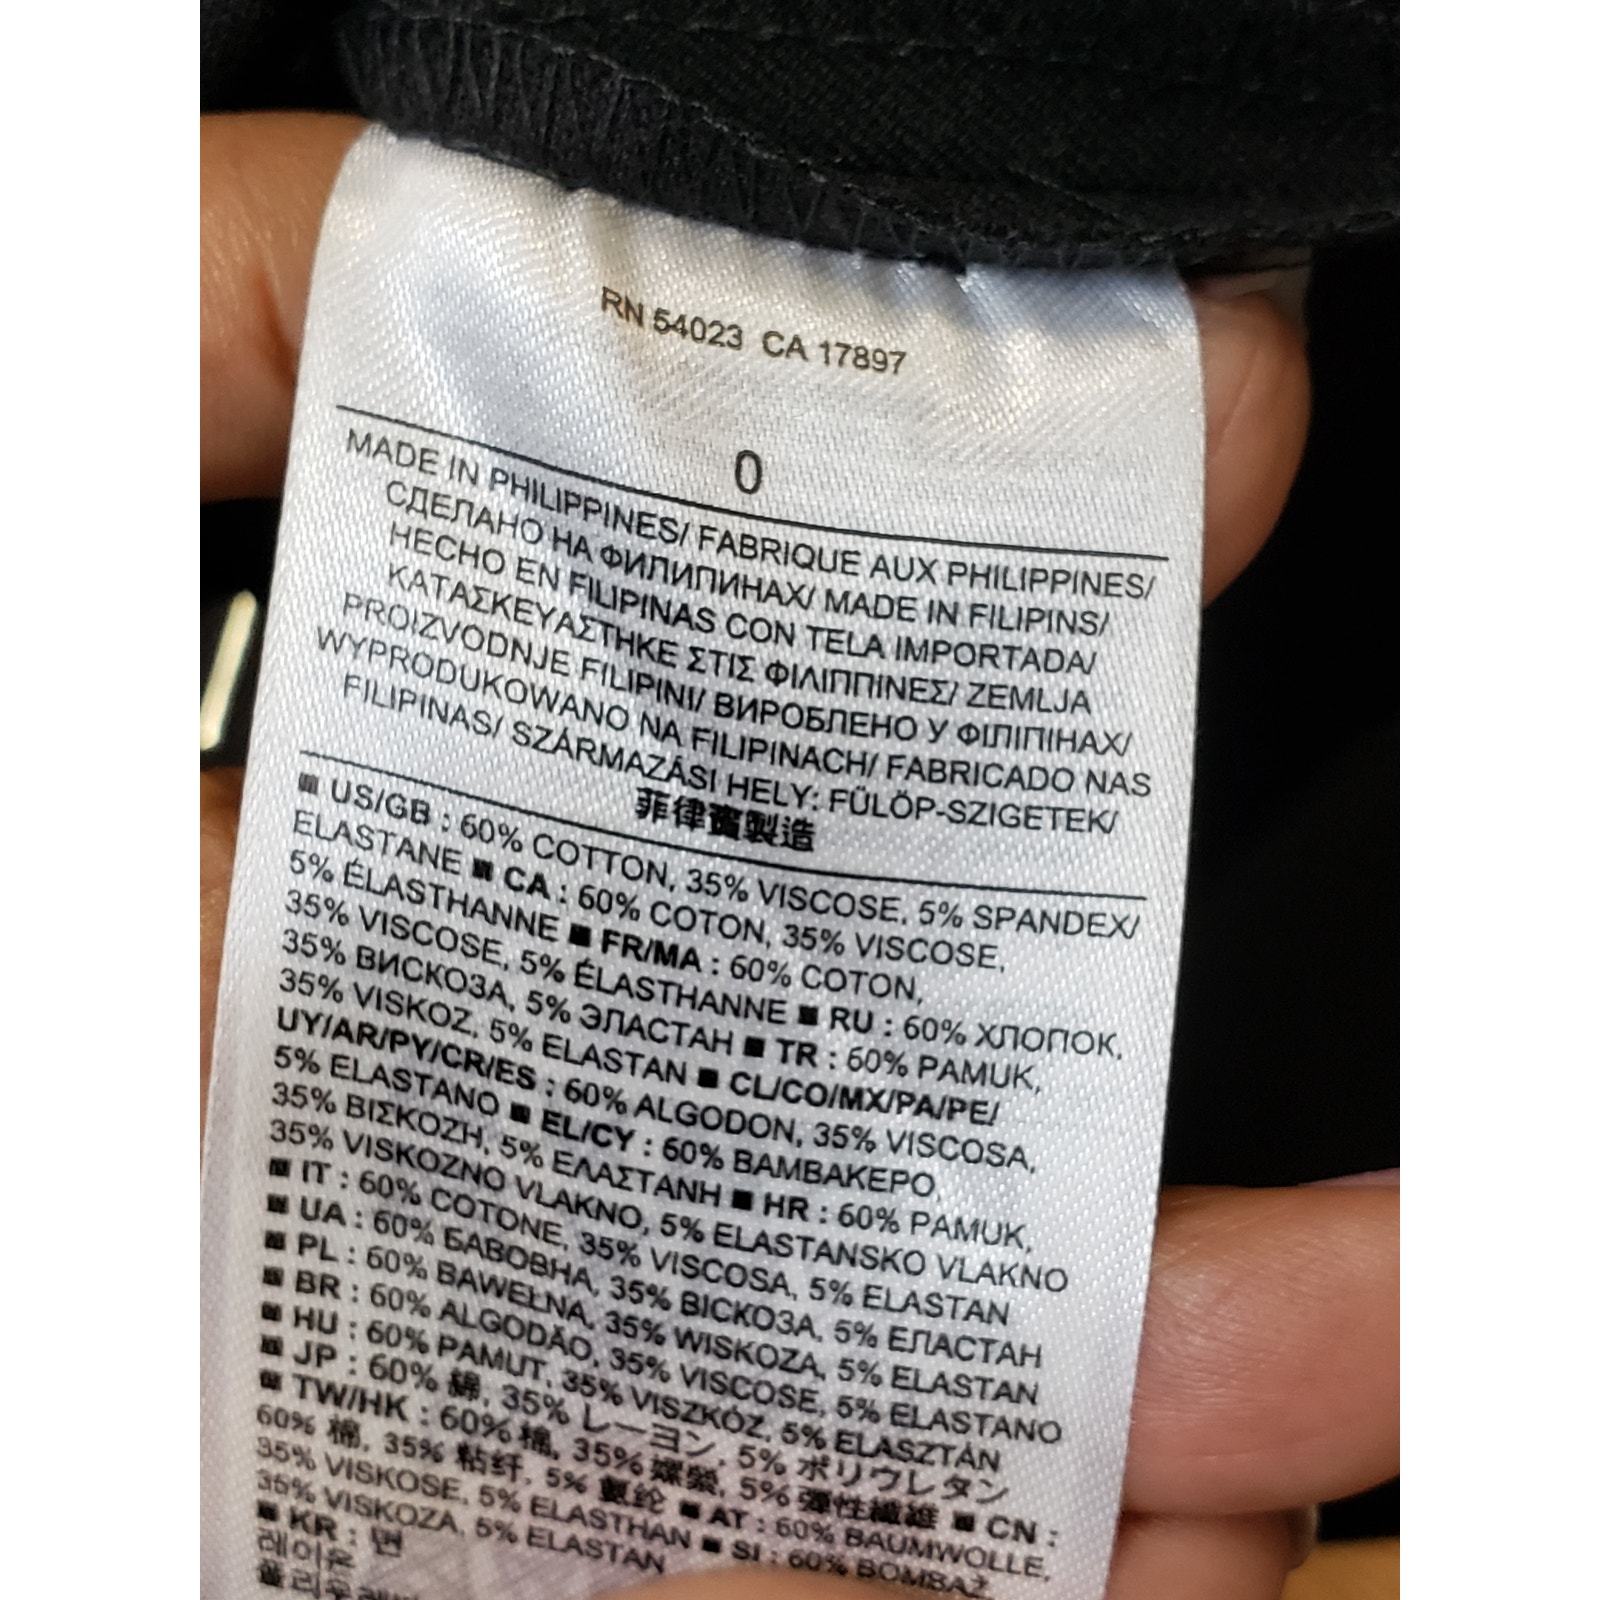 RN 54023 CA 17897
0
MADE IN PHILIPPINES/ FABRIQUE AUX PHILIPPINES/
СДЕЛАНО НА ФИЛИПИНАХ/ MADE IN FILIPINS/
HECHO EN FILIPINAS CON TELA IMPORTADA/
ΚΑΤΑΣΚΕΥΑΣΤΗΚΕ ΣΤΙΣ ΦΙΛΙΠΠΙΝΕΣ/ ZEMLJA
PROIZVODNJE FILIPINI/ ВИРОБЛЕНО У ФІЛІПІНАХ/
WYPRODUKOWANO NA FILIPINACH/ FABRICADO NAS
FILIPINAS/ SZÁRMAZÁSI HELY: FÜLÖP-SZIGETEK/
菲律賓製造
■ US/GB : 60% COTTON, 35% VISCOSE, 5% SPANDEX/
ELASTANE ■ CA : 60% COTON, 35% VISCOSE,
5% ÉLASTHANNE ■ FR/MA : 60% COTON,
35% VISCOSE, 5% ÉLASTHANNE ■ RU : 60% ХЛОПОК,
35% ВИСКОЗА, 5% ЭЛАСТАН ■ TR : 60% PAMUK,
35% VISKOZ, 5% ELASTAN ■ CL/CO/MX/PA/PE/
UY/AR/PY/CR/ES : 60% ALGODON, 35% VISCOSA,
5% ELASTANO ■ EL/CY : 60% ΒΑΜΒΑΚΕΡΟ,
35% ΒΙΣΚΟΖΗ, 5% ΕΛΑΣΤΑΝΗ ■ HR : 60% PAMUK,
35% VISKOZNO VLAKNO, 5% ELASTANSKO VLAKNO
■ IT : 60% COTONE, 35% VISCOSA, 5% ELASTAN
■ UA : 60% БАВОВНА, 35% ВІСКОЗА, 5% ЕЛАСТАН
■ PL : 60% BAWEŁNA, 35% WISKOZA, 5% ELASTAN
■ BR : 60% ALGODÃO, 35% VISCOSE, 5% ELASTANO
■ HU : 60% PAMUT, 35% VISZKÓZ, 5% ELASZTÁN
■ JP : 60% 綿, 35% レーヨン, 5% ポリウレタン
■ TW/HK : 60% 棉, 35% 嫘縈, 5% 彈性纖維 ■ CN :
60% 棉, 35% 粘纤, 5% 氨纶 ■ AT : 60% BAUMWOLLE,
35% VISKOSE, 5% ELASTHAN ■ SI : 60% BOMBAŽ
35% VISKOZA, 5% ELASTAN
■ KR : 면
레이온